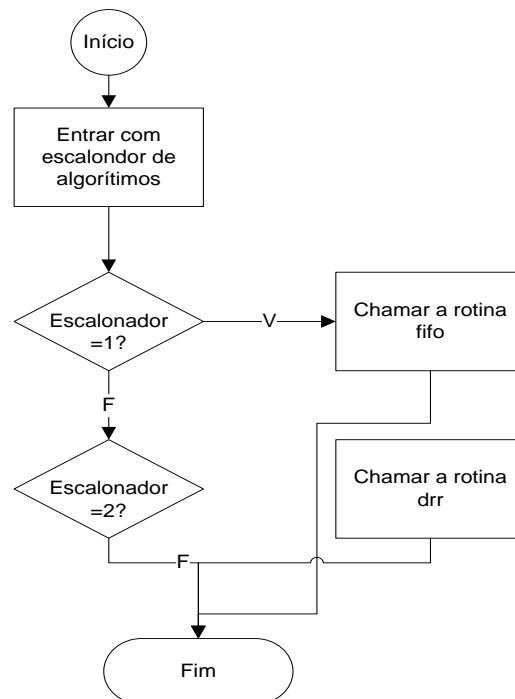 Início
Entrar com
escalondor de
algorítimos
Escalonador
=1?
V
Chamar a rotina
fifo
F
Escalonador
=2?
Chamar a rotina
drr
F
Fim